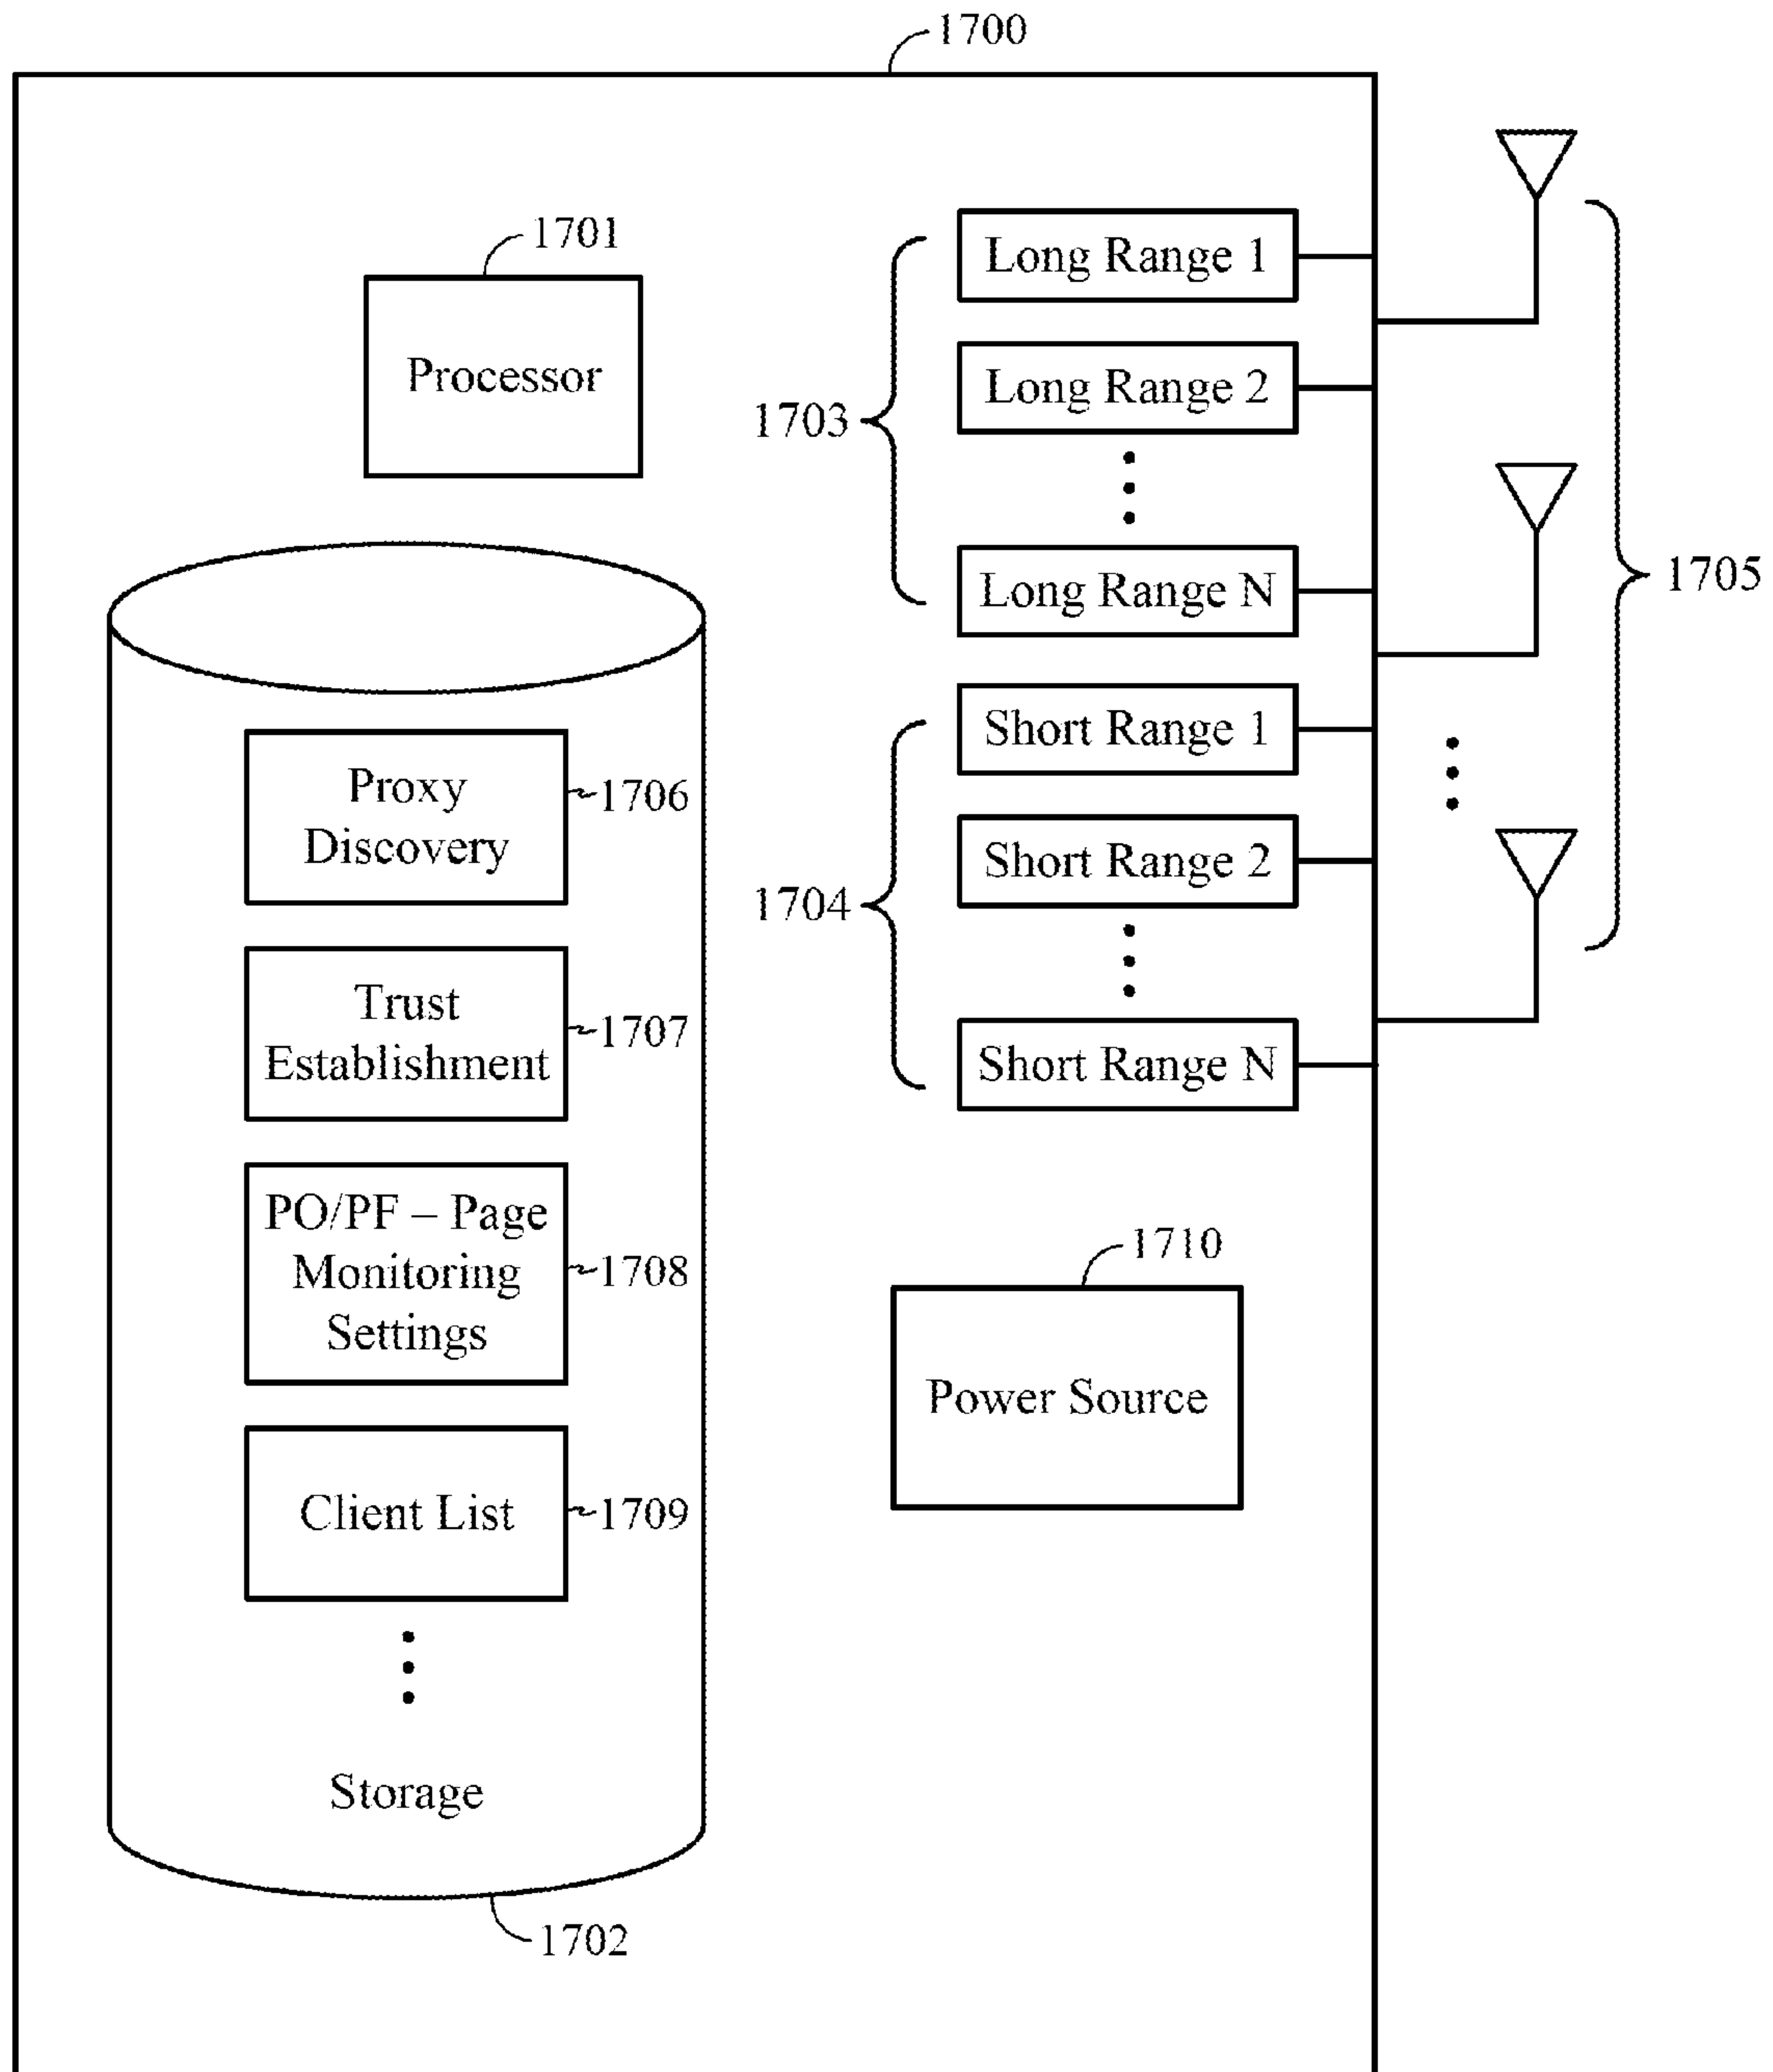 1700
1701
Processor
1703
Long Range 1
Long Range 2
Long Range N
1705
1704
Short Range 1
Short Range 2
Short Range N
Proxy
Discovery
1706
Trust
Establishment
1707
PO/PF – Page
Monitoring
Settings
1708
Client List
1709
Storage
1702
1710
Power Source